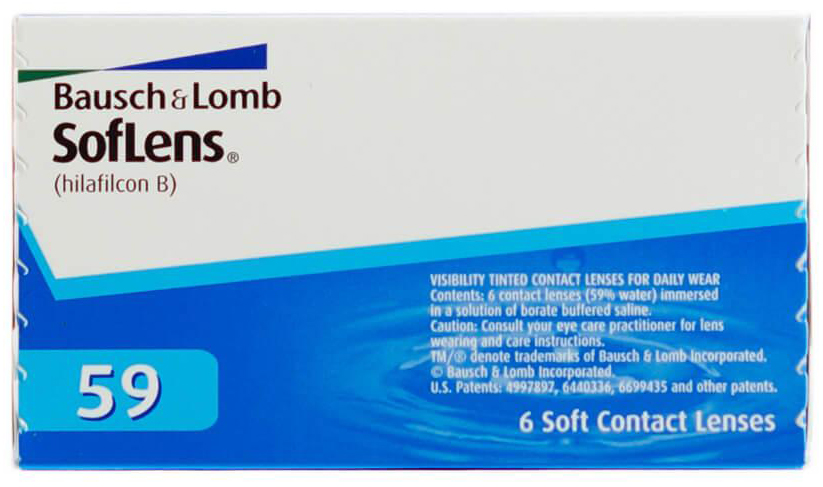 Bausch & Lomb
SofLens®
(hilafilcon B)
VISIBILITY TINTED CONTACT LENSES FOR DAILY WEAR
Contents: 6 contact lenses (59% water) immersed
in a solution of borate buffered saline.
Caution: Consult your eye care practitioner for lens
wearing and care instructions.
TM/® denote trademarks of Bausch & Lomb Incorporated.
© Bausch & Lomb Incorporated.
U.S. Patents: 4997897, 6440336, 6699435 and other patents.
59
6 Soft Contact Lenses